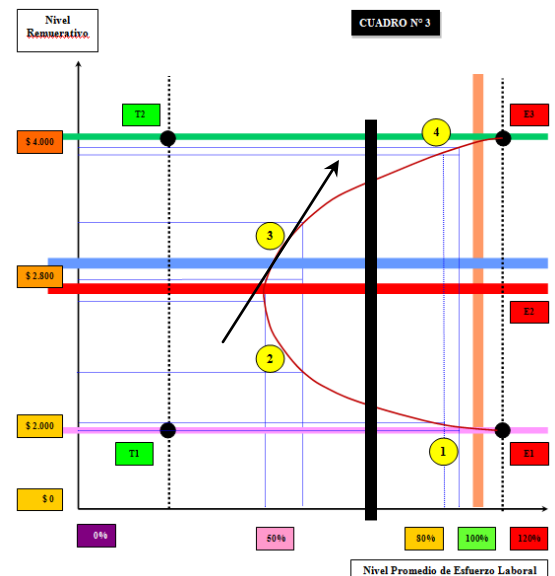 Nivel
Remuerativo
CUADRO N° 3
T2
E3
4
$ 4.000
3
$ 2.800
E2
2
$ 2.000
T1
1
E1
$ 0
0%
50%
80%
100%
120%
Nivel Promedio de Esfuerzo Laboral